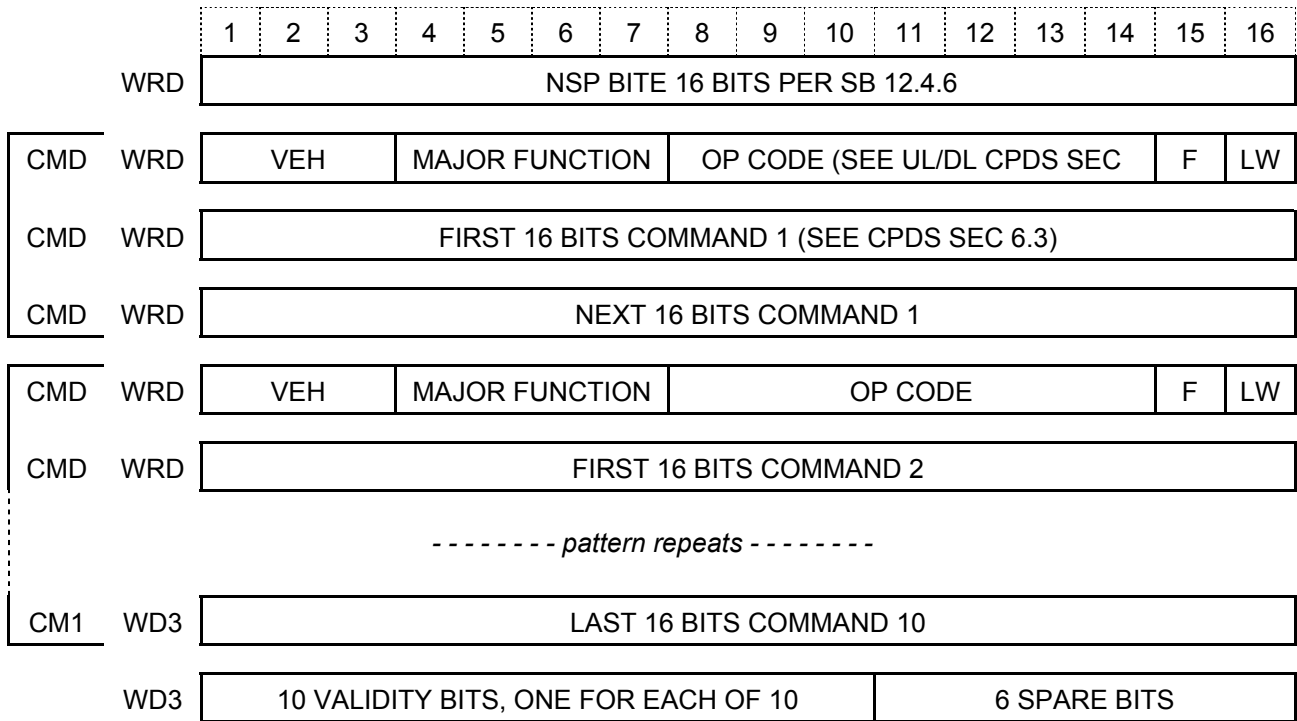 1 2 3 4 5 6 7 8 9 10 11 12 13 14 15 16
WRD NSP BITE 16 BITS PER SB 12.4.6
CMD WRD VEH MAJOR FUNCTION OP CODE (SEE UL/DL CPDS SEC F LW
CMD WRD FIRST 16 BITS COMMAND 1 (SEE CPDS SEC 6.3)
CMD WRD NEXT 16 BITS COMMAND 1
CMD WRD VEH MAJOR FUNCTION OP CODE F LW
CMD WRD FIRST 16 BITS COMMAND 2
- - - - - - - - pattern repeats - - - - - - - -
CM1 WD3 LAST 16 BITS COMMAND 10
WD3 10 VALIDITY BITS, ONE FOR EACH OF 10 6 SPARE BITS